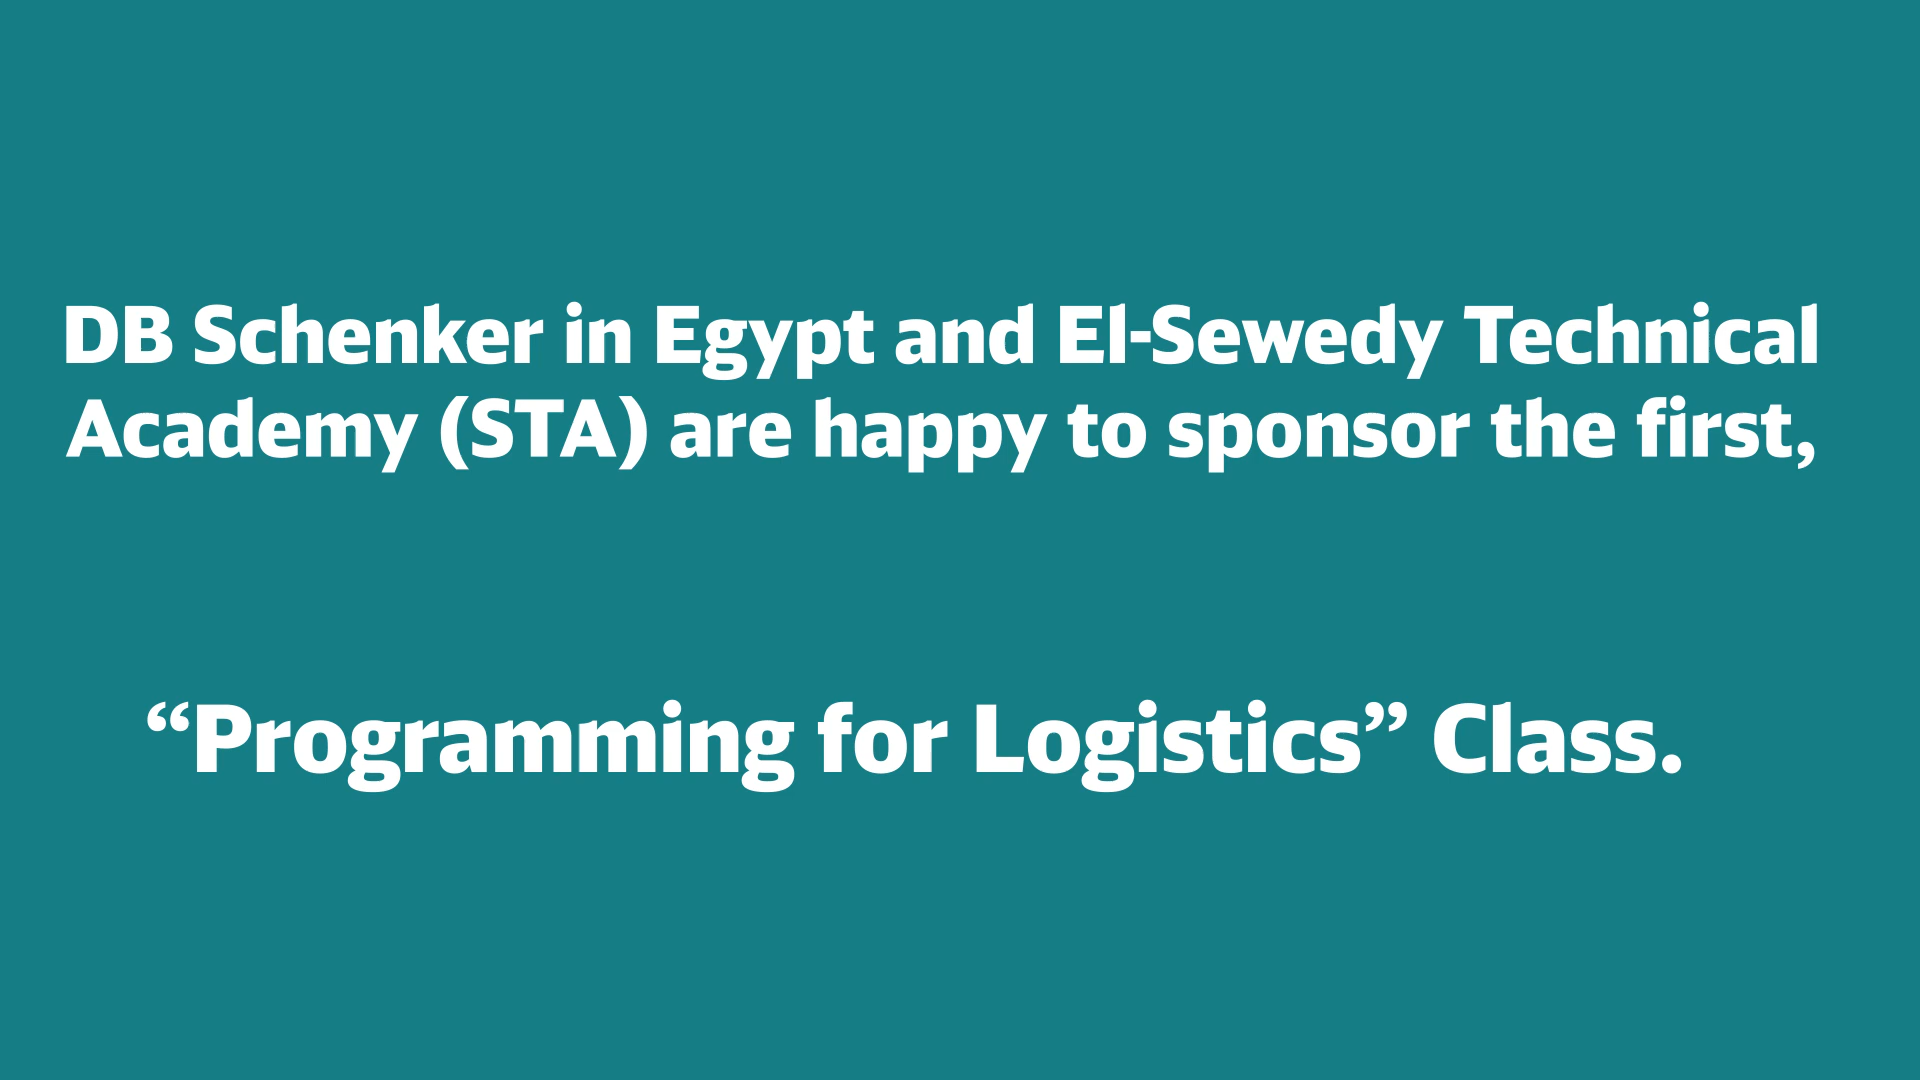 DB Schenker in Egypt and El-Sewedy Technical
Academy (STA) are happy to sponsor the first,
“Programming for Logistics” Class.